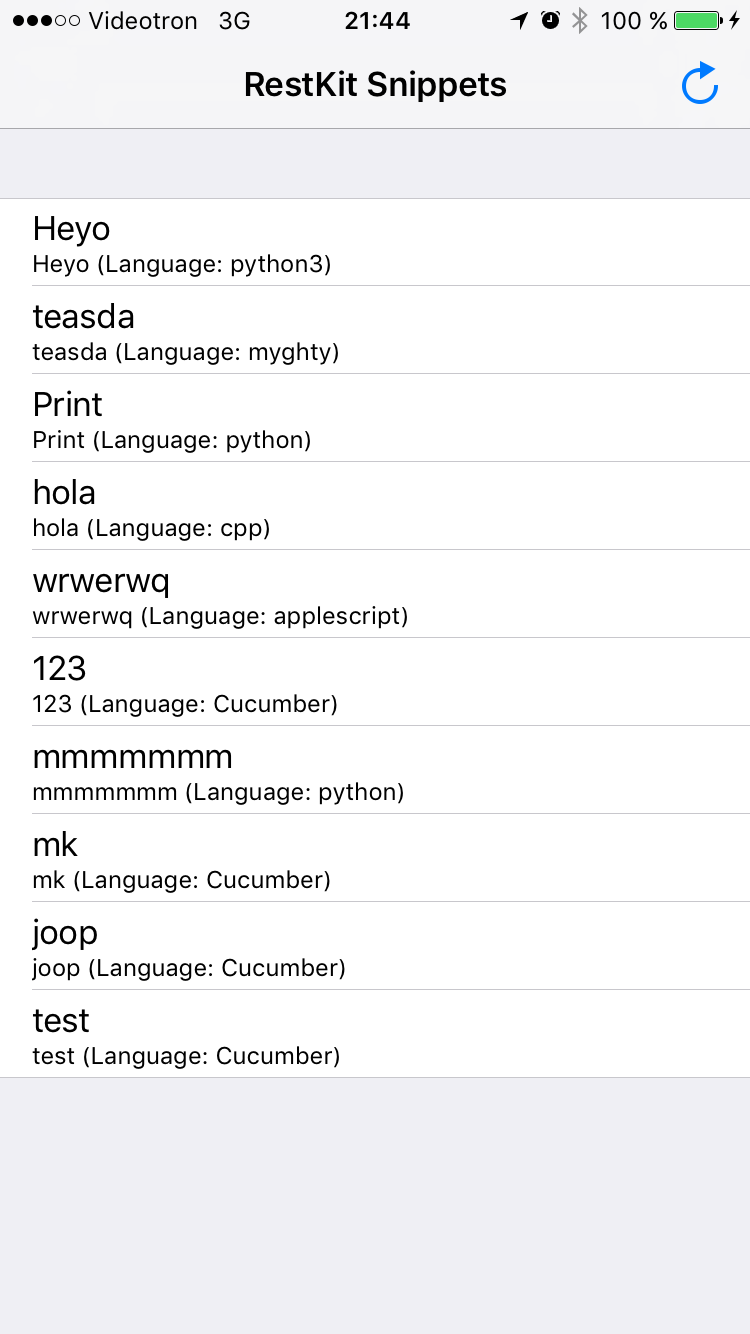 Videotron 3G 21:44 100 %
RestKit Snippets
Heyo
Heyo (Language: python3)
teasda
teasda (Language: myghty)
Print
Print (Language: python)
hola
hola (Language: cpp)
wrwerwq
wrwerwq (Language: applescript)
123
123 (Language: Cucumber)
mmmmmmm
mmmmmmm (Language: python)
mk
mk (Language: Cucumber)
joop
joop (Language: Cucumber)
test
test (Language: Cucumber)